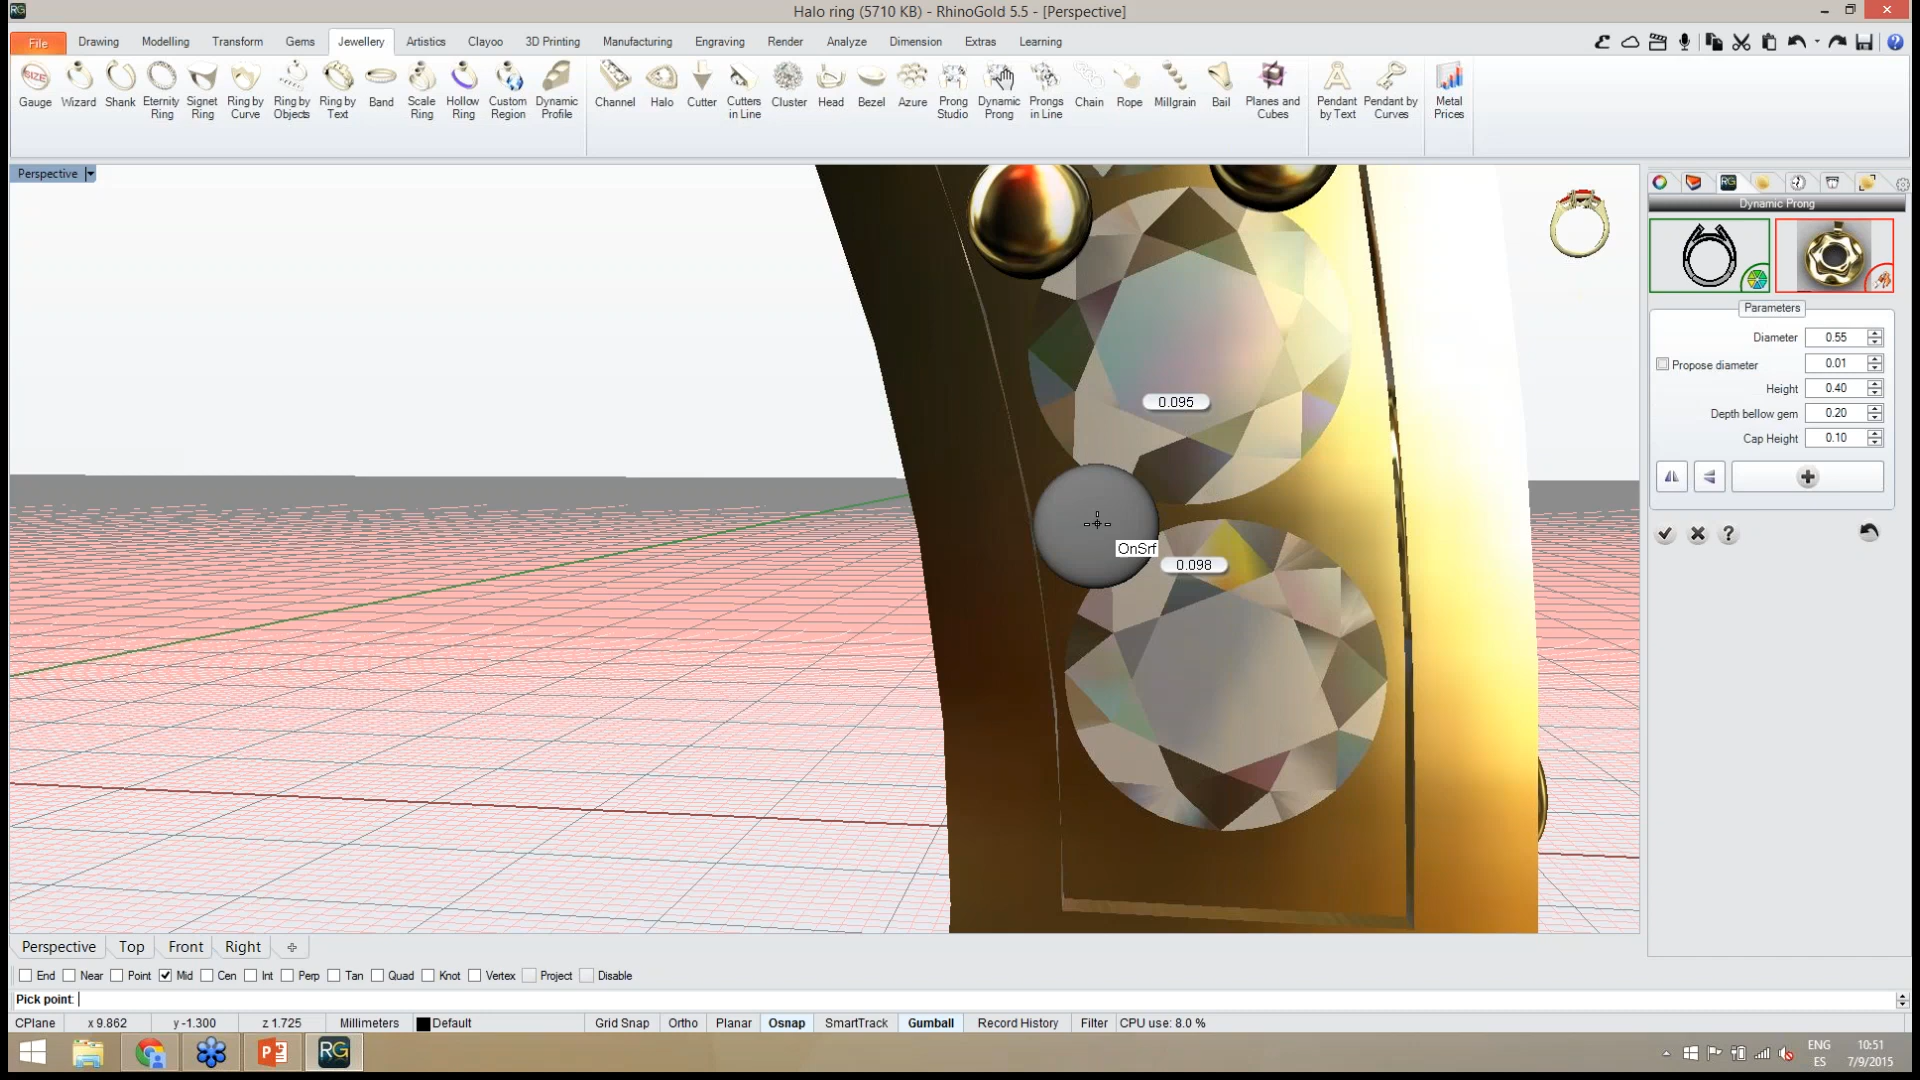 RG
Halo ring (5710 KB) - RhinoGold 5.5 - [Perspective]
File Drawing Modelling Transform Gems Jewellery Artistics Clayoo 3D Printing Manufacturing Engraving Render Analyze Dimension Extras Learning
SIZE
Gauge Wizard Shank Eternity Ring Signet Ring Ring by Curve Ring by Objects Ring by Text Band Scale Ring Hollow Ring Custom Region Dynamic Profile Channel Halo Cutter Cutters in Line Cluster Head Bezel Azure Prong Studio Dynamic Prong Prongs in Line Chain Rope Millgrain Bail Planes and Cubes Pendant by Text Pendant by Curves Metal Prices
Perspective
RG
Dynamic Prong
Parameters
Diameter 0.55
Propose diameter 0.01
Height 0.40
Depth bellow gem 0.20
Cap Height 0.10
0.095
OnSrf
0.098
Perspective Top Front Right
End Near Point Mid Cen Int Perp Tan Quad Knot Vertex Project Disable
Pick point:
CPlane x 9.862 y -1.300 z 1.725 Millimeters Default Grid Snap Ortho Planar Osnap SmartTrack Gumball Record History Filter CPU use: 8.0 %
RG
ENG 10:51
ES 7/9/2015